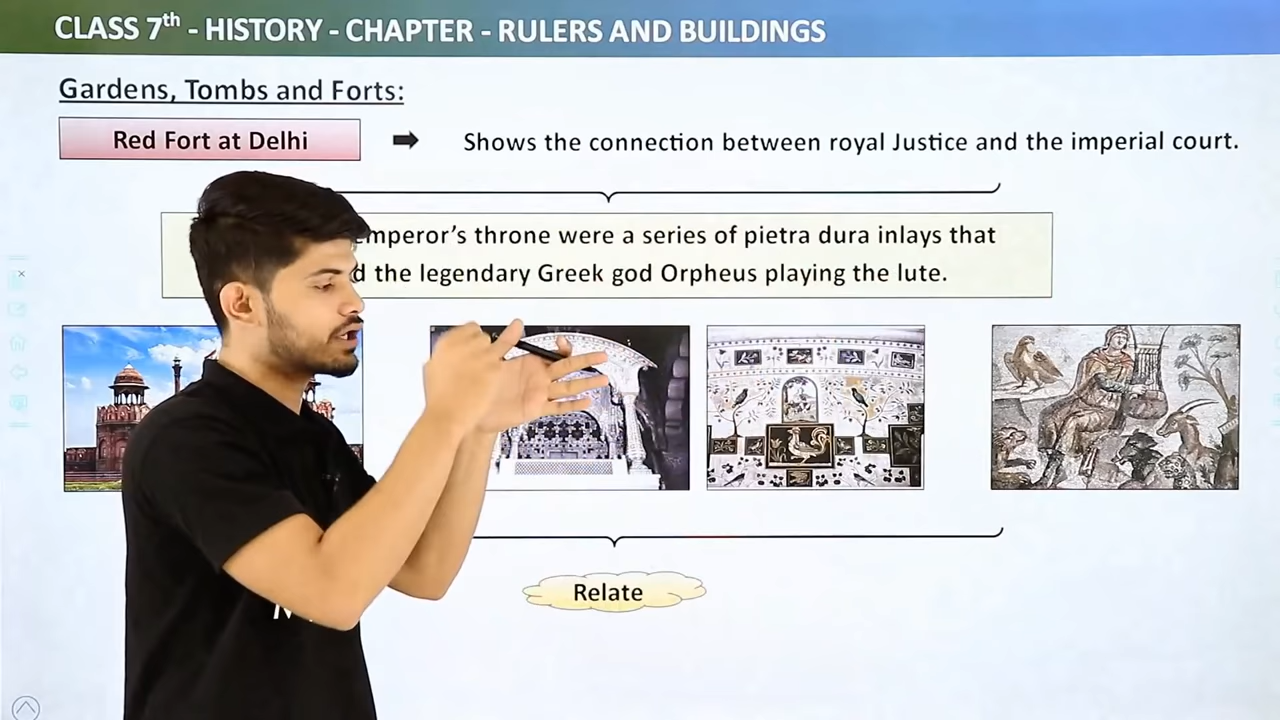 CLASS 7th - HISTORY - CHAPTER - RULERS AND BUILDINGS
Gardens, Tombs and Forts:
Red Fort at Delhi
Shows the connection between royal Justice and the imperial court.
emperor's throne were a series of pietra dura inlays that
the legendary Greek god Orpheus playing the lute.
Relate